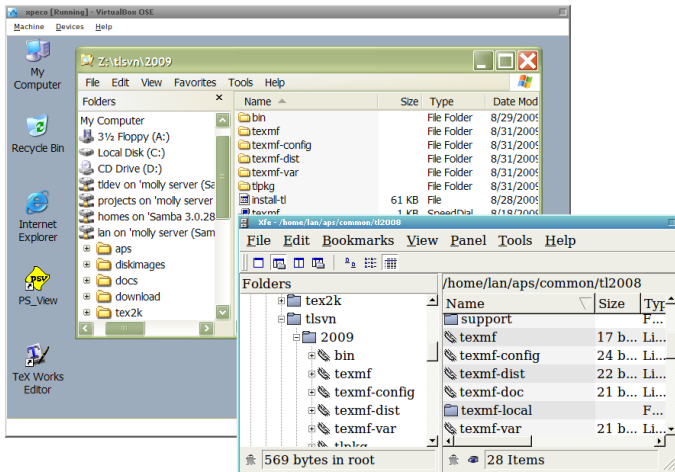 xpeco [Running] - VirtualBox OSE
Machine Devices Help
My Computer
Recycle Bin
Internet Explorer
PS_View
TeX Works Editor
Z:\tlsvn\2009
File Edit View Favorites Tools Help
Folders
My Computer
3½ Floppy (A:)
Local Disk (C:)
CD Drive (D:)
tldev on 'molly server (Sa
projects on 'molly server
homes on 'Samba 3.0.28
lan on 'molly server (Sam
aps
diskimages
docs
download
tex2k
Name Size Type Date Mod
bin File Folder 8/29/2009
texmf File Folder 8/31/2009
texmf-config File Folder 8/31/2009
texmf-dist File Folder 8/31/2009
texmf-var File Folder 8/31/2009
tlpkg File Folder 8/31/2009
install-tl 61 KB File 8/28/2009
texmf 1 KB SpeedDial 8/18/2009
Xfe - /home/lan/aps/common/tl2008
File Edit Bookmarks View Panel Tools Help
Folders
tex2k
tlsvn
2009
bin
texmf
texmf-config
texmf-dist
texmf-var
tlpkg
569 bytes in root
/home/lan/aps/common/tl2008
Name Size Typ
support F...
texmf 17 b... Li...
texmf-config 24 b... Li...
texmf-dist 22 b... Li...
texmf-doc 21 b... Li...
texmf-local F...
texmf-var 21 b... Li...
28 Items